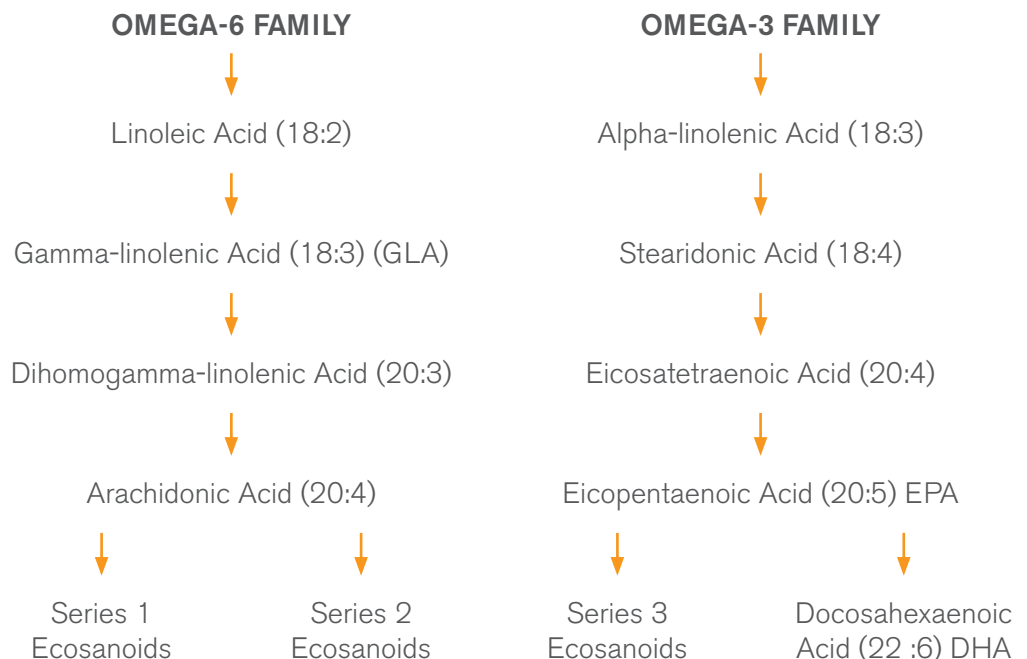 OMEGA-6 FAMILY
OMEGA-3 FAMILY
Linoleic Acid (18:2)
Alpha-linolenic Acid (18:3)
Gamma-linolenic Acid (18:3) (GLA)
Stearidonic Acid (18:4)
Dihomogamma-linolenic Acid (20:3)
Eicosatetraenoic Acid (20:4)
Arachidonic Acid (20:4)
Eicopentaenoic Acid (20:5) EPA
Series 1
Ecosanoids
Series 2
Ecosanoids
Series 3
Ecosanoids
Docosahexaenoic
Acid (22 :6) DHA